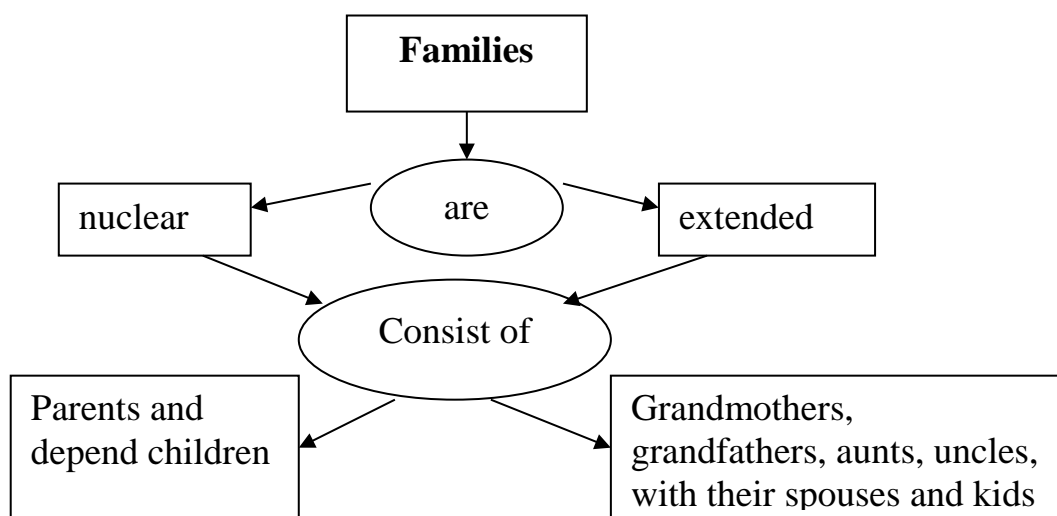 Families
nuclear
are
extended
Consist of
Parents and
depend children
Grandmothers,
grandfathers, aunts, uncles,
with their spouses and kids